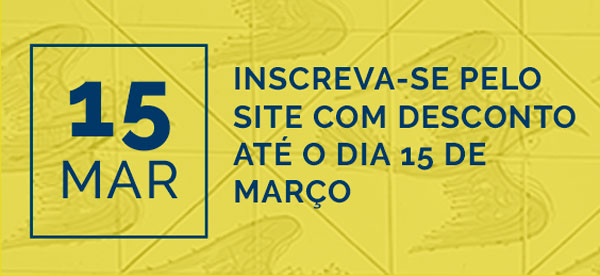 15
MAR
INSCREVA-SE PELO
SITE COM DESCONTO
ATÉ O DIA 15 DE
MARÇO